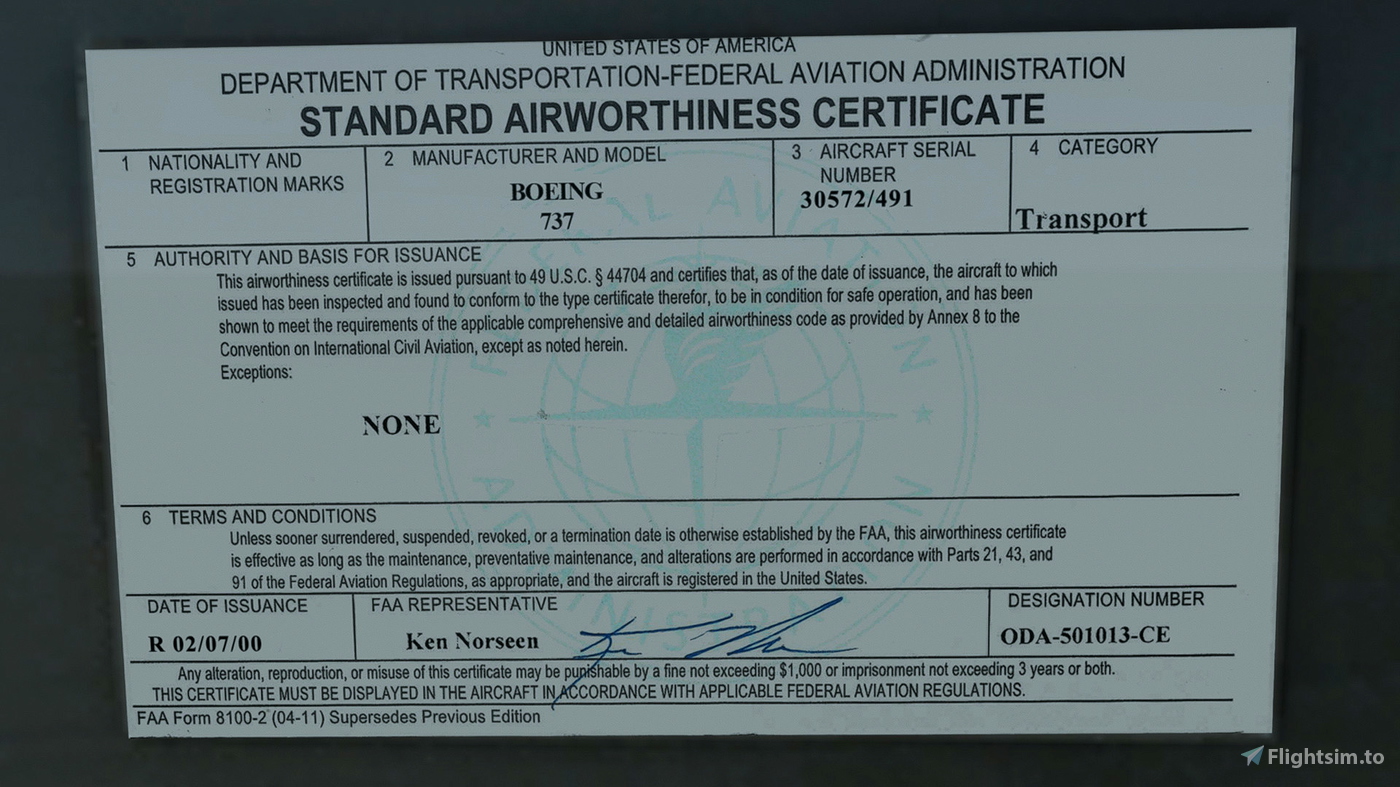 UNITED STATES OF AMERICA
DEPARTMENT OF TRANSPORTATION-FEDERAL AVIATION ADMINISTRATION
STANDARD AIRWORTHINESS CERTIFICATE
1 NATIONALITY AND REGISTRATION MARKS
2 MANUFACTURER AND MODEL
BOEING
737
3 AIRCRAFT SERIAL NUMBER
30572/491
4 CATEGORY
Transport
5 AUTHORITY AND BASIS FOR ISSUANCE
This airworthiness certificate is issued pursuant to 49 U.S.C. § 44704 and certifies that, as of the date of issuance, the aircraft to which
issued has been inspected and found to conform to the type certificate therefor, to be in condition for safe operation, and has been
shown to meet the requirements of the applicable comprehensive and detailed airworthiness code as provided by Annex 8 to the
Convention on International Civil Aviation, except as noted herein.
Exceptions:
NONE
6 TERMS AND CONDITIONS
Unless sooner surrendered, suspended, revoked, or a termination date is otherwise established by the FAA, this airworthiness certificate
is effective as long as the maintenance, preventative maintenance, and alterations are performed in accordance with Parts 21, 43, and
91 of the Federal Aviation Regulations, as appropriate, and the aircraft is registered in the United States.
DATE OF ISSUANCE
R 02/07/00
FAA REPRESENTATIVE
Ken Norseen
DESIGNATION NUMBER
ODA-501013-CE
Any alteration, reproduction, or misuse of this certificate may be punishable by a fine not exceeding $1,000 or imprisonment not exceeding 3 years or both.
THIS CERTIFICATE MUST BE DISPLAYED IN THE AIRCRAFT IN ACCORDANCE WITH APPLICABLE FEDERAL AVIATION REGULATIONS.
FAA Form 8100-2 (04-11) Supersedes Previous Edition
Flightsim.to